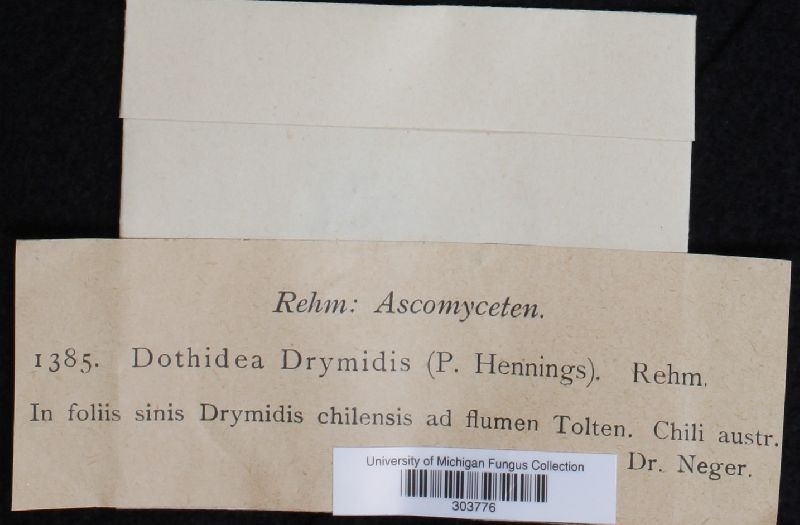 Rehm: Ascomyceten.
1385. Dothidea Drymidis (P. Hennings). Rehm.
In foliis sinis Drymidis chilensis ad flumen Tolten. Chili austr.
Dr. Neger.
University of Michigan Fungus Collection
303776